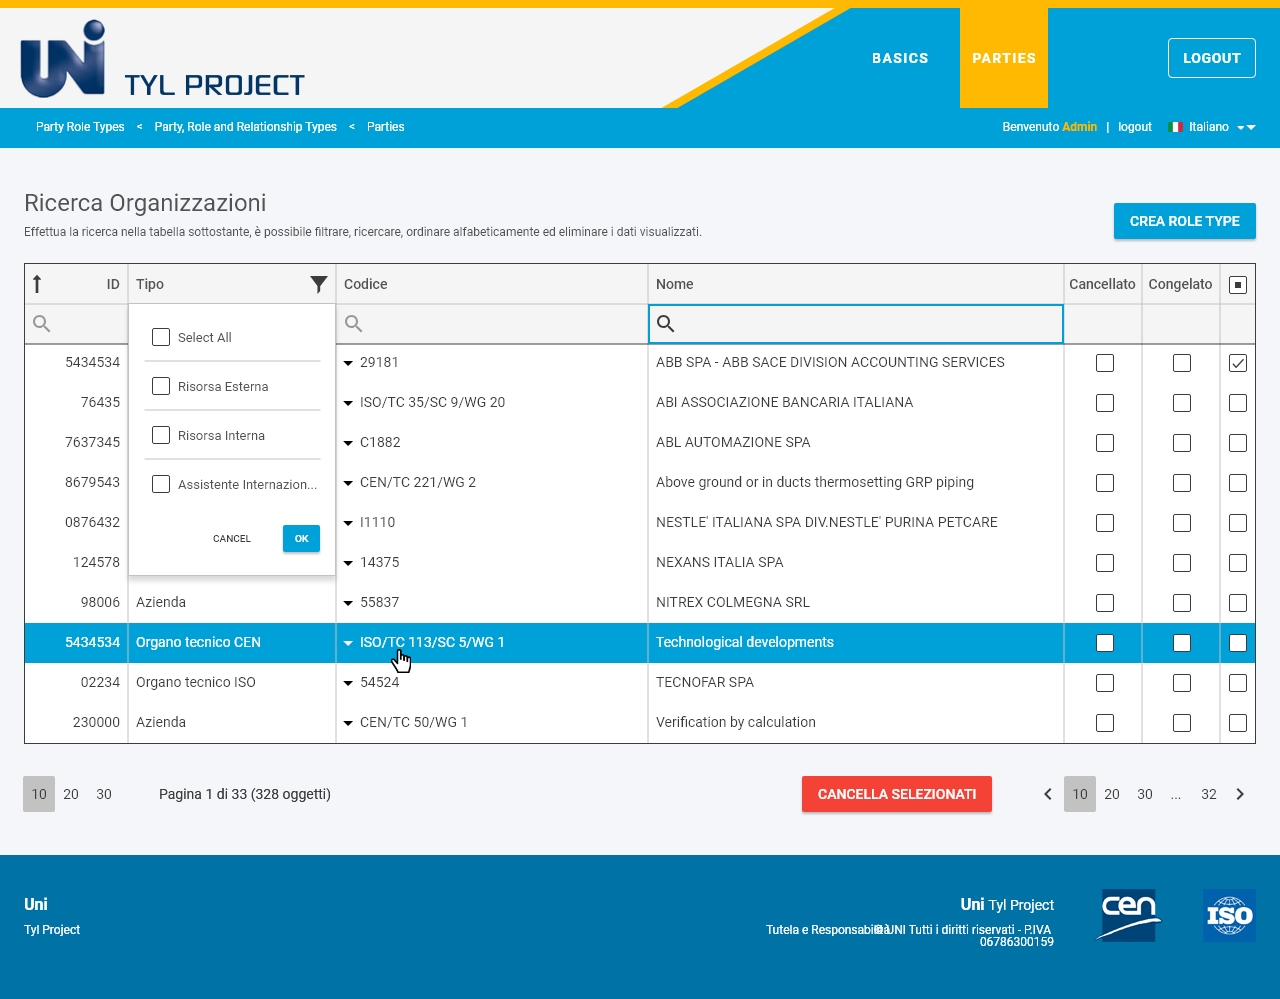 UNi TYL PROJECT
BASICS PARTIES LOGOUT
Party Role Types < Party, Role and Relationship Types < Parties
Benvenuto Admin | logout Italiano
Ricerca Organizzazioni
Effettua la ricerca nella tabella sottostante, è possibile filtrare, ricercare, ordinare alfabeticamente ed eliminare i dati visualizzati.
CREA ROLE TYPE
ID Tipo Codice Nome Cancellato Congelato
Select All
Risorsa Esterna
Risorsa Interna
Assistente Internazion...
CANCEL OK
5434534 29181 ABB SPA - ABB SACE DIVISION ACCOUNTING SERVICES
76435 ISO/TC 35/SC 9/WG 20 ABI ASSOCIAZIONE BANCARIA ITALIANA
7637345 C1882 ABL AUTOMAZIONE SPA
8679543 CEN/TC 221/WG 2 Above ground or in ducts thermosetting GRP piping
0876432 I1110 NESTLE' ITALIANA SPA DIV.NESTLE' PURINA PETCARE
124578 14375 NEXANS ITALIA SPA
98006 Azienda 55837 NITREX COLMEGNA SRL
5434534 Organo tecnico CEN ISO/TC 113/SC 5/WG 1 Technological developments
02234 Organo tecnico ISO 54524 TECNOFAR SPA
230000 Azienda CEN/TC 50/WG 1 Verification by calculation
10 20 30 Pagina 1 di 33 (328 oggetti)
CANCELLA SELEZIONATI
10 20 30 ... 32
Uni
Tyl Project
Uni Tyl Project
Tutela e Responsabilità © UNI Tutti i diritti riservati - P.IVA
06786300159
cen
ISO